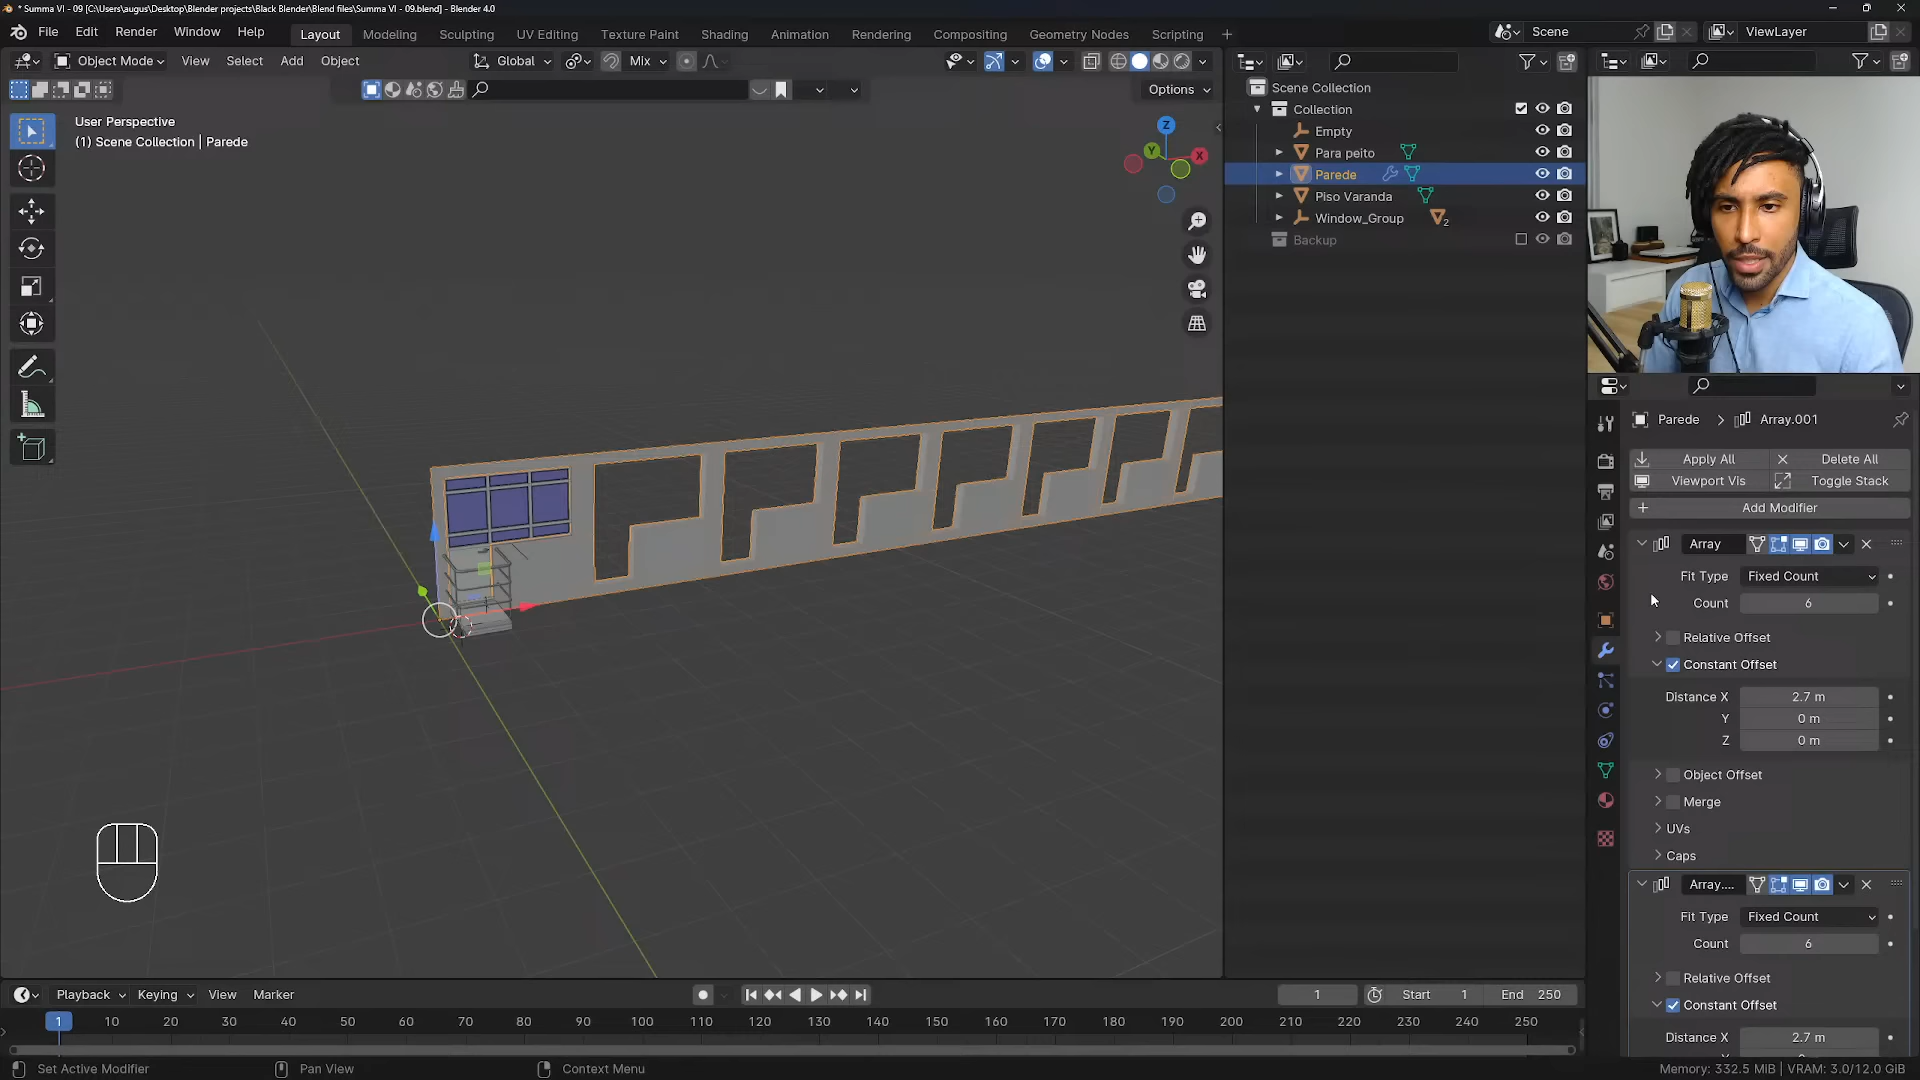 * Summa VI - 09 [C:\Users\augus\Desktop\Blender projects\Black Blender\Blend files\Summa VI - 09.blend] - Blender 4.0
File Edit Render Window Help Layout Modeling Sculpting UV Editing Texture Paint Shading Animation Rendering Compositing Geometry Nodes Scripting + Scene ViewLayer
Object Mode View Select Add Object Global Mix
Options
User Perspective
(1) Scene Collection | Parede
Z
Y
X
Scene Collection
Collection
Empty
Para peito
Parede
Piso Varanda
Window_Group 2
Backup
Parede > Array.001
Apply All Delete All
Viewport Vis Toggle Stack
Add Modifier
Array
Fit Type Fixed Count
Count 6
Relative Offset
Constant Offset
Distance X 2.7 m
Y 0 m
Z 0 m
Object Offset
Merge
UVs
Caps
Array....
Fit Type Fixed Count
Count 6
Relative Offset
Constant Offset
Distance X 2.7 m
Playback Keying View Marker 1 Start 1 End 250
1 10 20 30 40 50 60 70 80 90 100 110 120 130 140 150 160 170 180 190 200 210 220 230 240 250
Set Active Modifier Pan View Context Menu Memory: 332.5 MiB | VRAM: 3.0/12.0 GiB